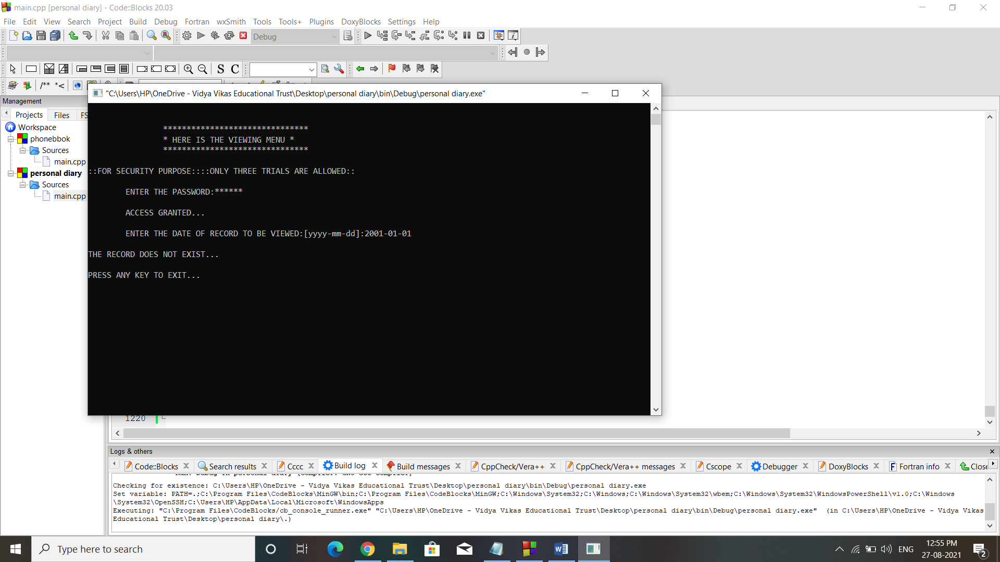 main.cpp [personal diary] - Code::Blocks 20.03
File Edit View Search Project Build Debug Fortran wxSmith Tools Tools+ Plugins DoxyBlocks Settings Help
Debug
S C
/** *<
"C:\Users\HP\OneDrive - Vidya Vikas Educational Trust\Desktop\personal diary\bin\Debug\personal diary.exe"
Management
Projects Files FS
Workspace
phonebbok
Sources
main.cpp
personal diary
Sources
main.cpp
*******************************
* HERE IS THE VIEWING MENU *
*******************************
::FOR SECURITY PURPOSE::::ONLY THREE TRIALS ARE ALLOWED::
ENTER THE PASSWORD:******
ACCESS GRANTED...
ENTER THE DATE OF RECORD TO BE VIEWED:[yyyy-mm-dd]:2001-01-01
THE RECORD DOES NOT EXIST...
PRESS ANY KEY TO EXIT...
1220
Logs & others
Code::Blocks Search results Cccc Build log Build messages CppCheck/Vera++ CppCheck/Vera++ messages Cscope Debugger DoxyBlocks Fortran info Close
Run: Debug in personal diary (compiler: GNU GCC Compiler)
Checking for existence: C:\Users\HP\OneDrive - Vidya Vikas Educational Trust\Desktop\personal diary\bin\Debug\personal diary.exe
Set variable: PATH=.;C:\Program Files\CodeBlocks\MinGW\bin;C:\Program Files\CodeBlocks\MinGW;C:\Windows\System32;C:\Windows;C:\Windows\System32\wbem;C:\Windows\System32\WindowsPowerShell\v1.0;C:\Windows
\System32\OpenSSH;C:\Users\HP\AppData\Local\Microsoft\WindowsApps
Executing: "C:\Program Files\CodeBlocks/cb_console_runner.exe" "C:\Users\HP\OneDrive - Vidya Vikas Educational Trust\Desktop\personal diary\bin\Debug\personal diary.exe" (in C:\Users\HP\OneDrive - Vidya Vikas
Educational Trust\Desktop\personal diary\.)
Type here to search
ENG
12:55 PM
27-08-2021
2